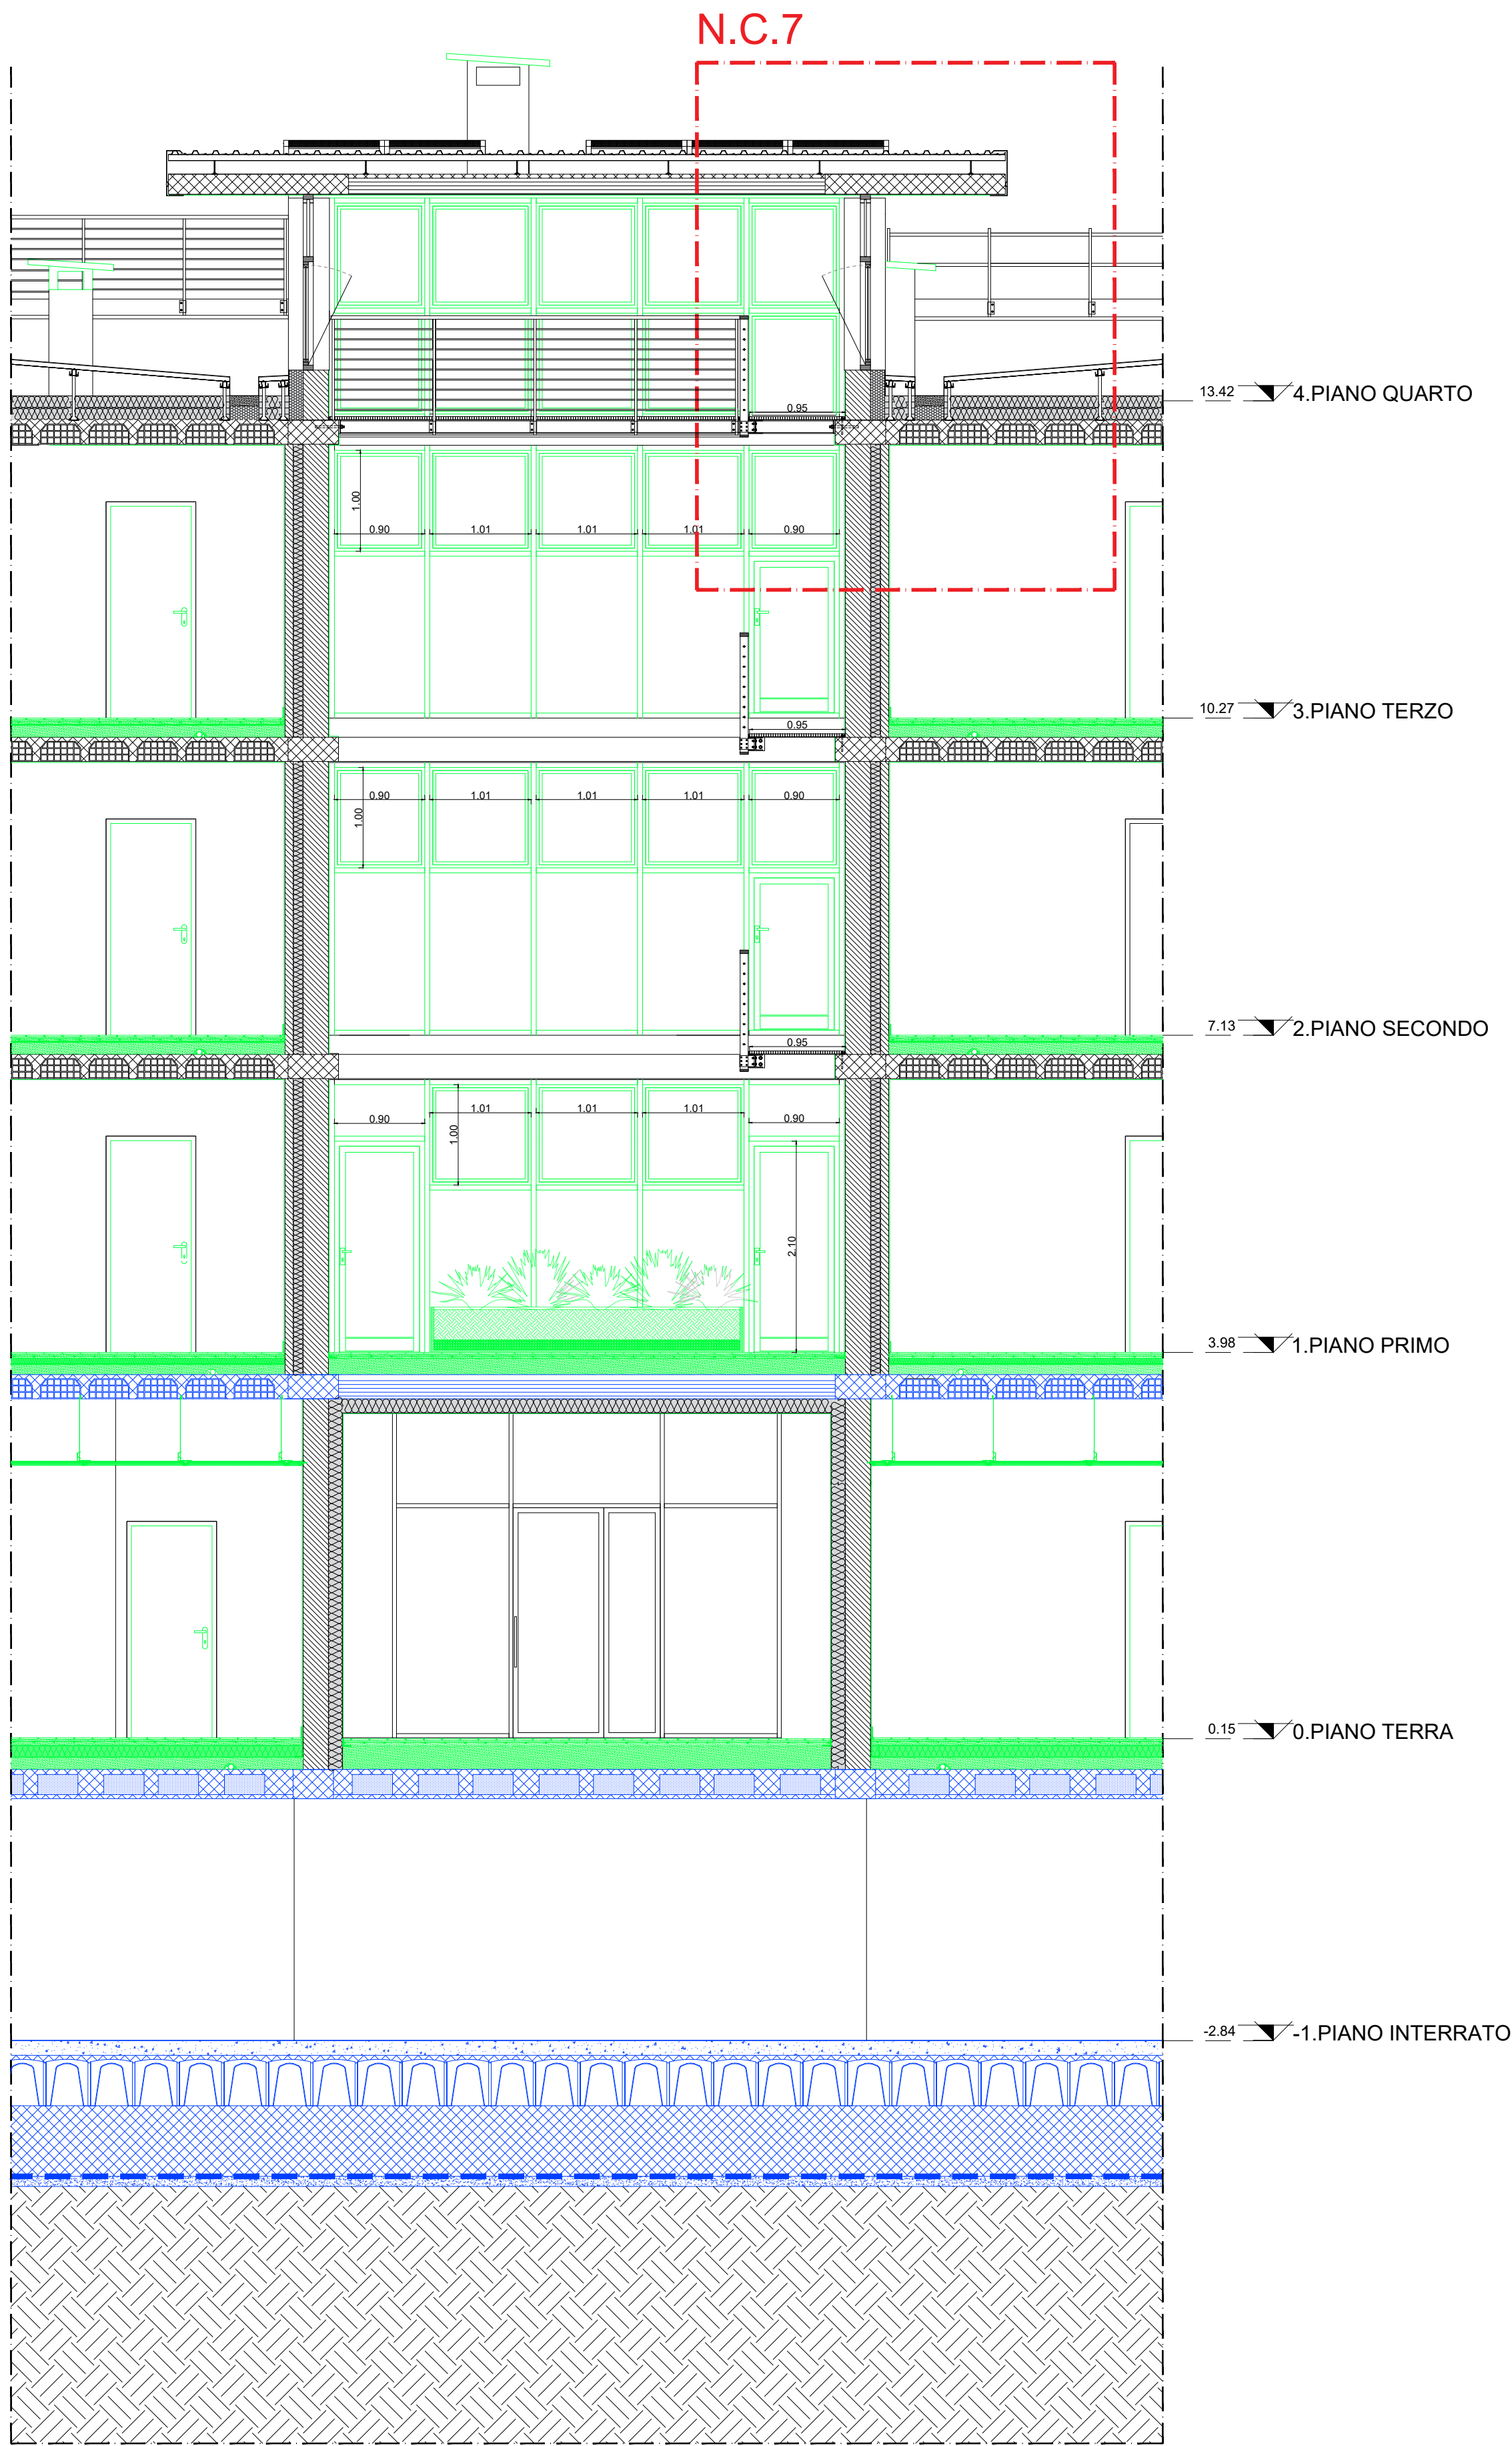 N.C.7
0.95
13.42 4.PIANO QUARTO
1.00
0.90 1.01 1.01 1.01 0.90
10.27 3.PIANO TERZO
0.95
0.90 1.01 1.01 1.01 0.90
1.00
7.13 2.PIANO SECONDO
0.95
0.90 1.01 1.01 1.01 0.90
1.00
2.10
3.98 1.PIANO PRIMO
0.15 0.PIANO TERRA
-2.84 -1.PIANO INTERRATO